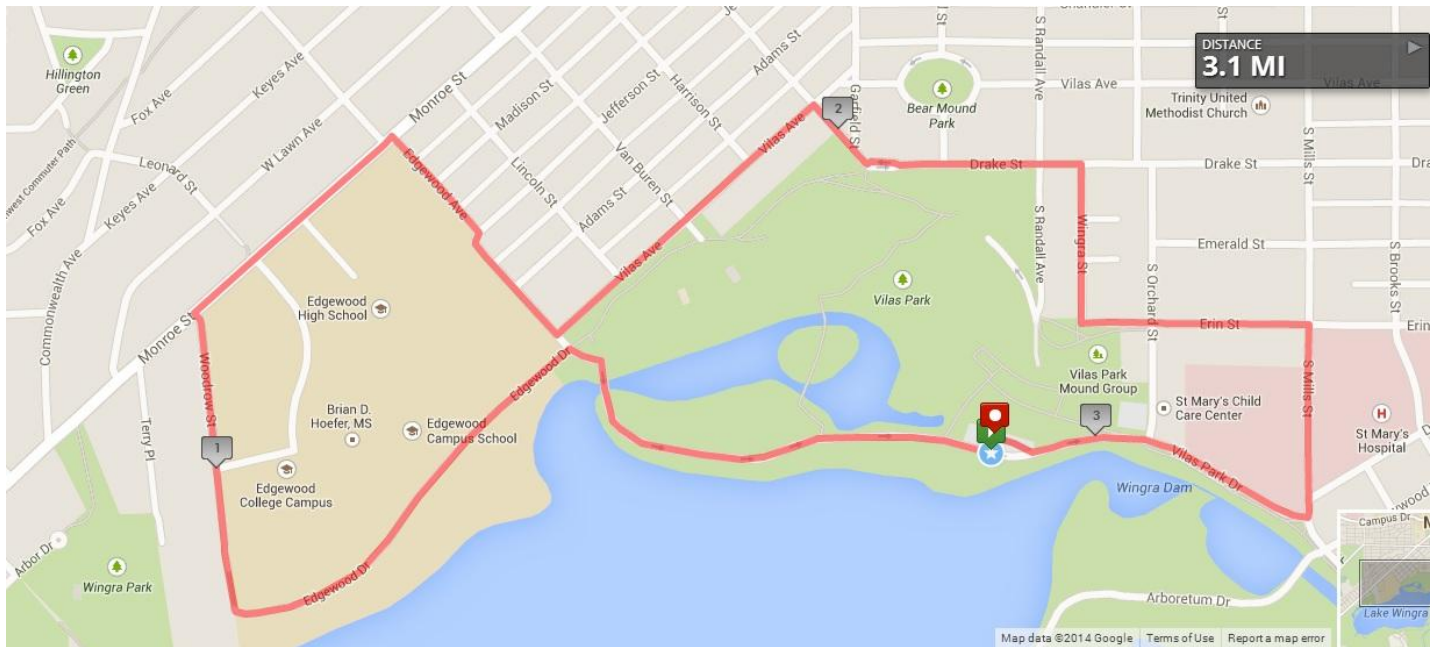 DISTANCE
3.1 MI
Hillington
Green
Fox Ave
Keyes Ave
Monroe St
Madison St
Jefferson St
Harrison St
Adams St
Garfield St
S Randall Ave
Vilas Ave
Vilas Ave
Bear Mound
Park
Trinity United
Methodist Church
S Mills St
Leonard St
W Lawn Ave
Fox Ave
Keyes Ave
Edgewood Ave
Lincoln St
Van Buren St
Adams St
Vilas Ave
Vilas Ave
2
Drake St
Drake St
Wingra St
S Randall Ave
Emerald St
S Orchard St
S Brooks St
Commonwealth Ave
Monroe St
Edgewood
High School
Vilas Park
Erin St
Erin
Woodrow St
Terry Pl
Edgewood Dr
Brian D.
Hoefer, MS
Edgewood
Campus School
Vilas Park
Mound Group
St Mary's Child
Care Center
S Mills St
H
St Mary's
Hospital
1
3
Edgewood
College Campus
Vilas Park Dr
Wingra Dam
Arbor Dr
Wingra Park
Edgewood Dr
Arboretum Dr
Campus Dr
Lake Wingra
Map data ©2014 Google
Terms of Use
Report a map error